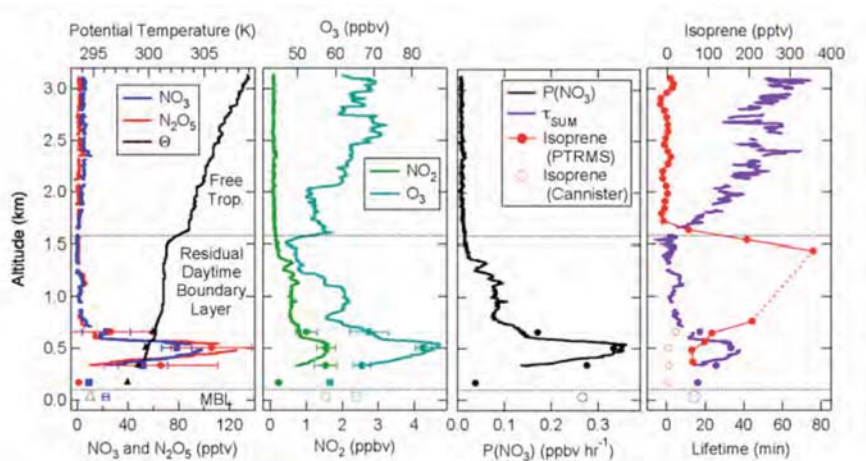 Potential Temperature (K)
295 300 305
O3 (ppbv)
50 60 70 80
Isoprene (pptv)
0 100 200 300 400
Altitude (km)
3.0
2.5
2.0
1.5
1.0
0.5
0.0
NO3
N2O5
Θ
Free
Trop.
Residual
Daytime
Boundary
Layer
MBL
NO2
O3
P(NO3)
τSUM
Isoprene
(PTRMS)
Isoprene
(Cannister)
0 50 100
NO3 and N2O5 (pptv)
0 1 2 3 4
NO2 (ppbv)
0.0 0.1 0.2 0.3 0.4
P(NO3) (ppbv hr-1)
0 20 40 60 80
Lifetime (min)